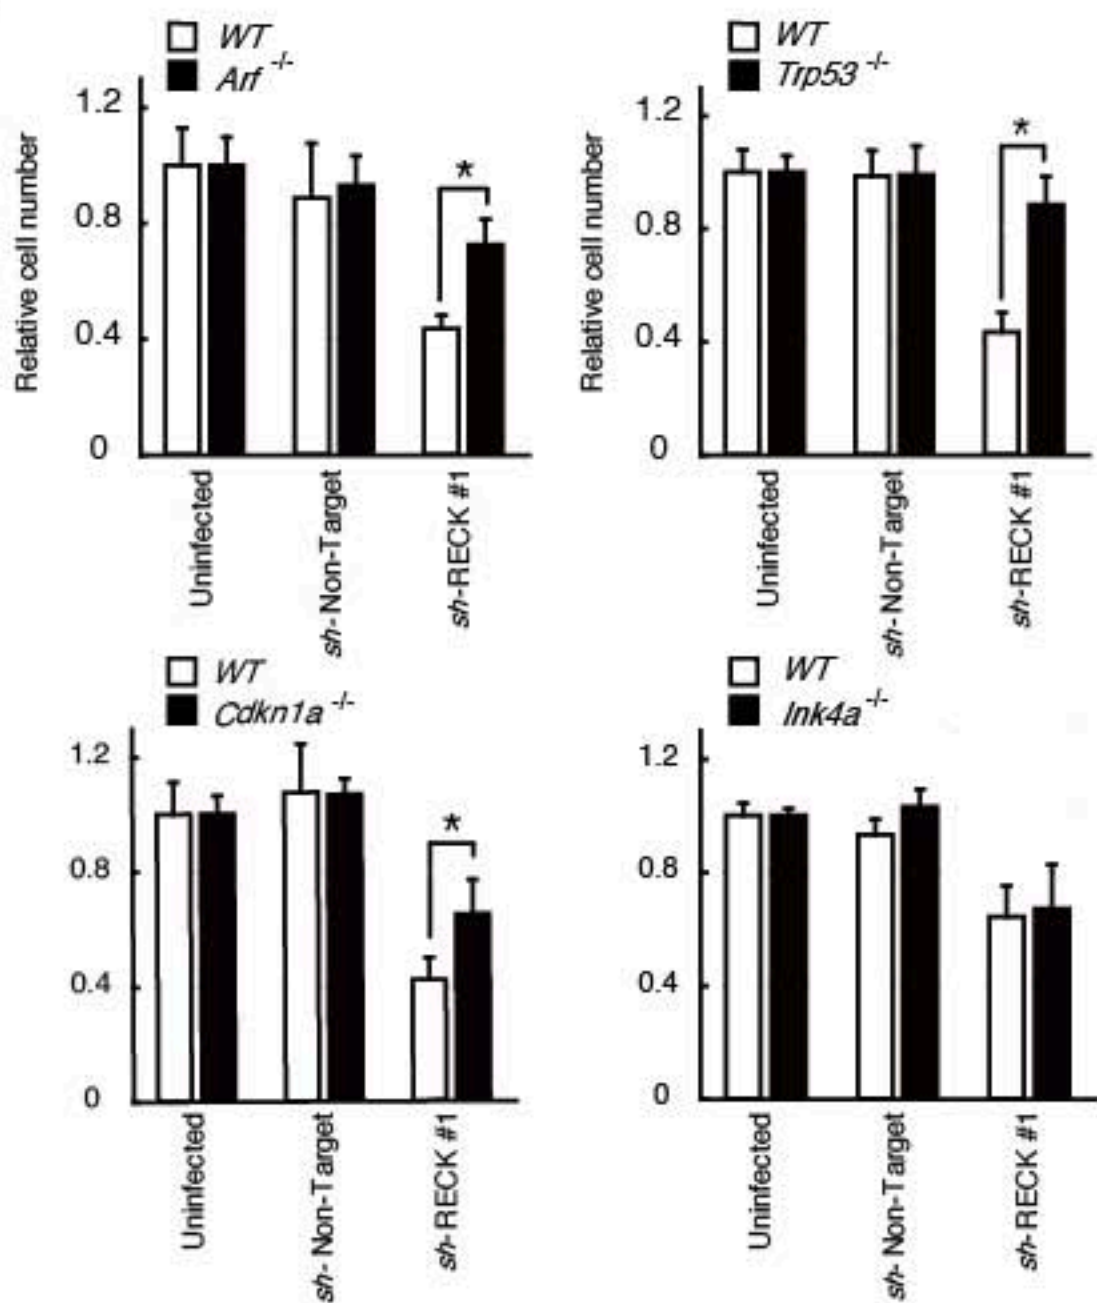 WT
Arf -/-
Relative cell number
1.2
0.8
0.4
0
*
Uninfected
sh-Non-Target
sh-RECK #1
WT
Trp53 -/-
Relative cell number
1.2
0.8
0.4
0
*
Uninfected
sh-Non-Target
sh-RECK #1
WT
Cdkn1a -/-
1.2
0.8
0.4
0
*
Uninfected
sh-Non-Target
sh-RECK #1
WT
Ink4a -/-
1.2
0.8
0.4
0
Uninfected
sh-Non-Target
sh-RECK #1